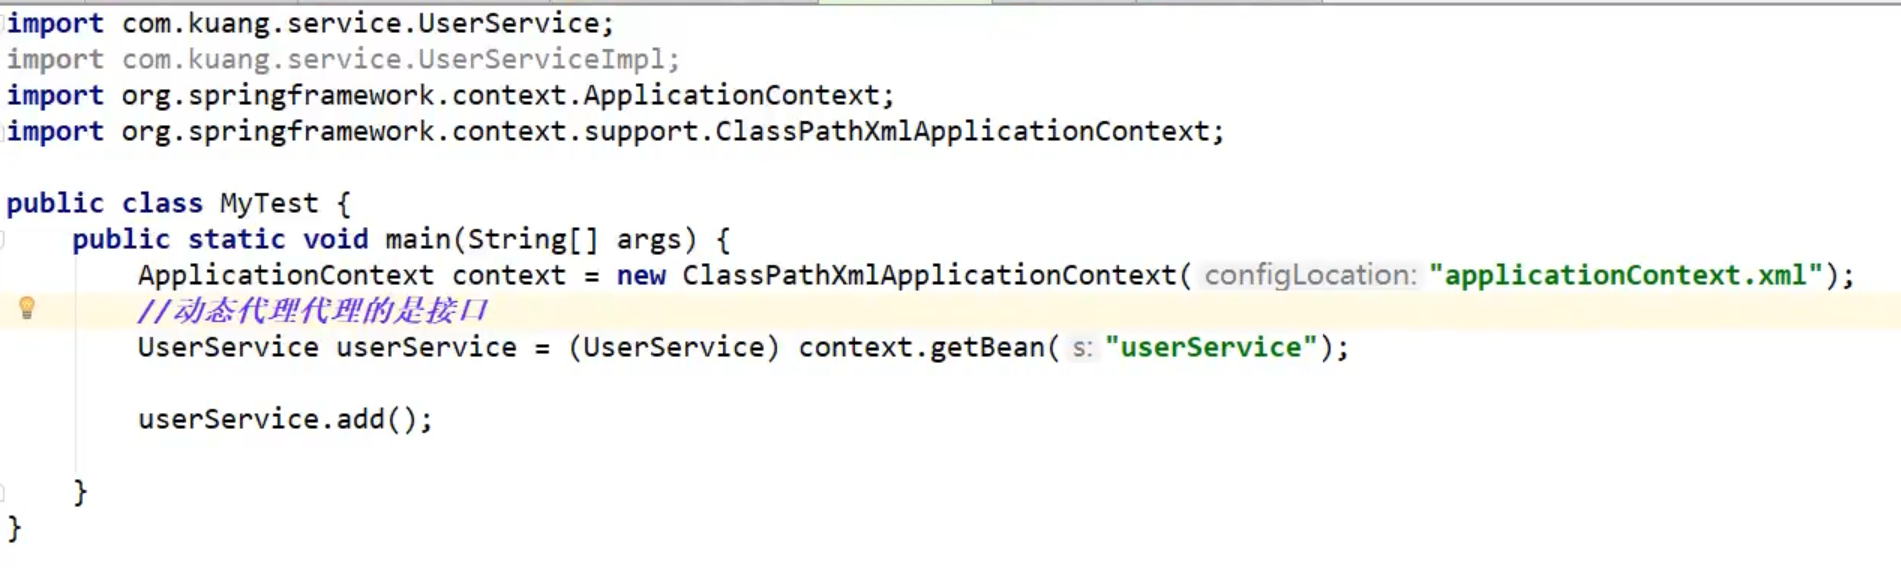 import com.kuang.service.UserService;
import com.kuang.service.UserServiceImpl;
import org.springframework.context.ApplicationContext;
import org.springframework.context.support.ClassPathXmlApplicationContext;
public class MyTest {
public static void main(String[] args) {
ApplicationContext context = new ClassPathXmlApplicationContext( configLocation: "applicationContext.xml");
//动态代理代理的是接口
UserService userService = (UserService) context.getBean( s: "userService");
userService.add();
}
}